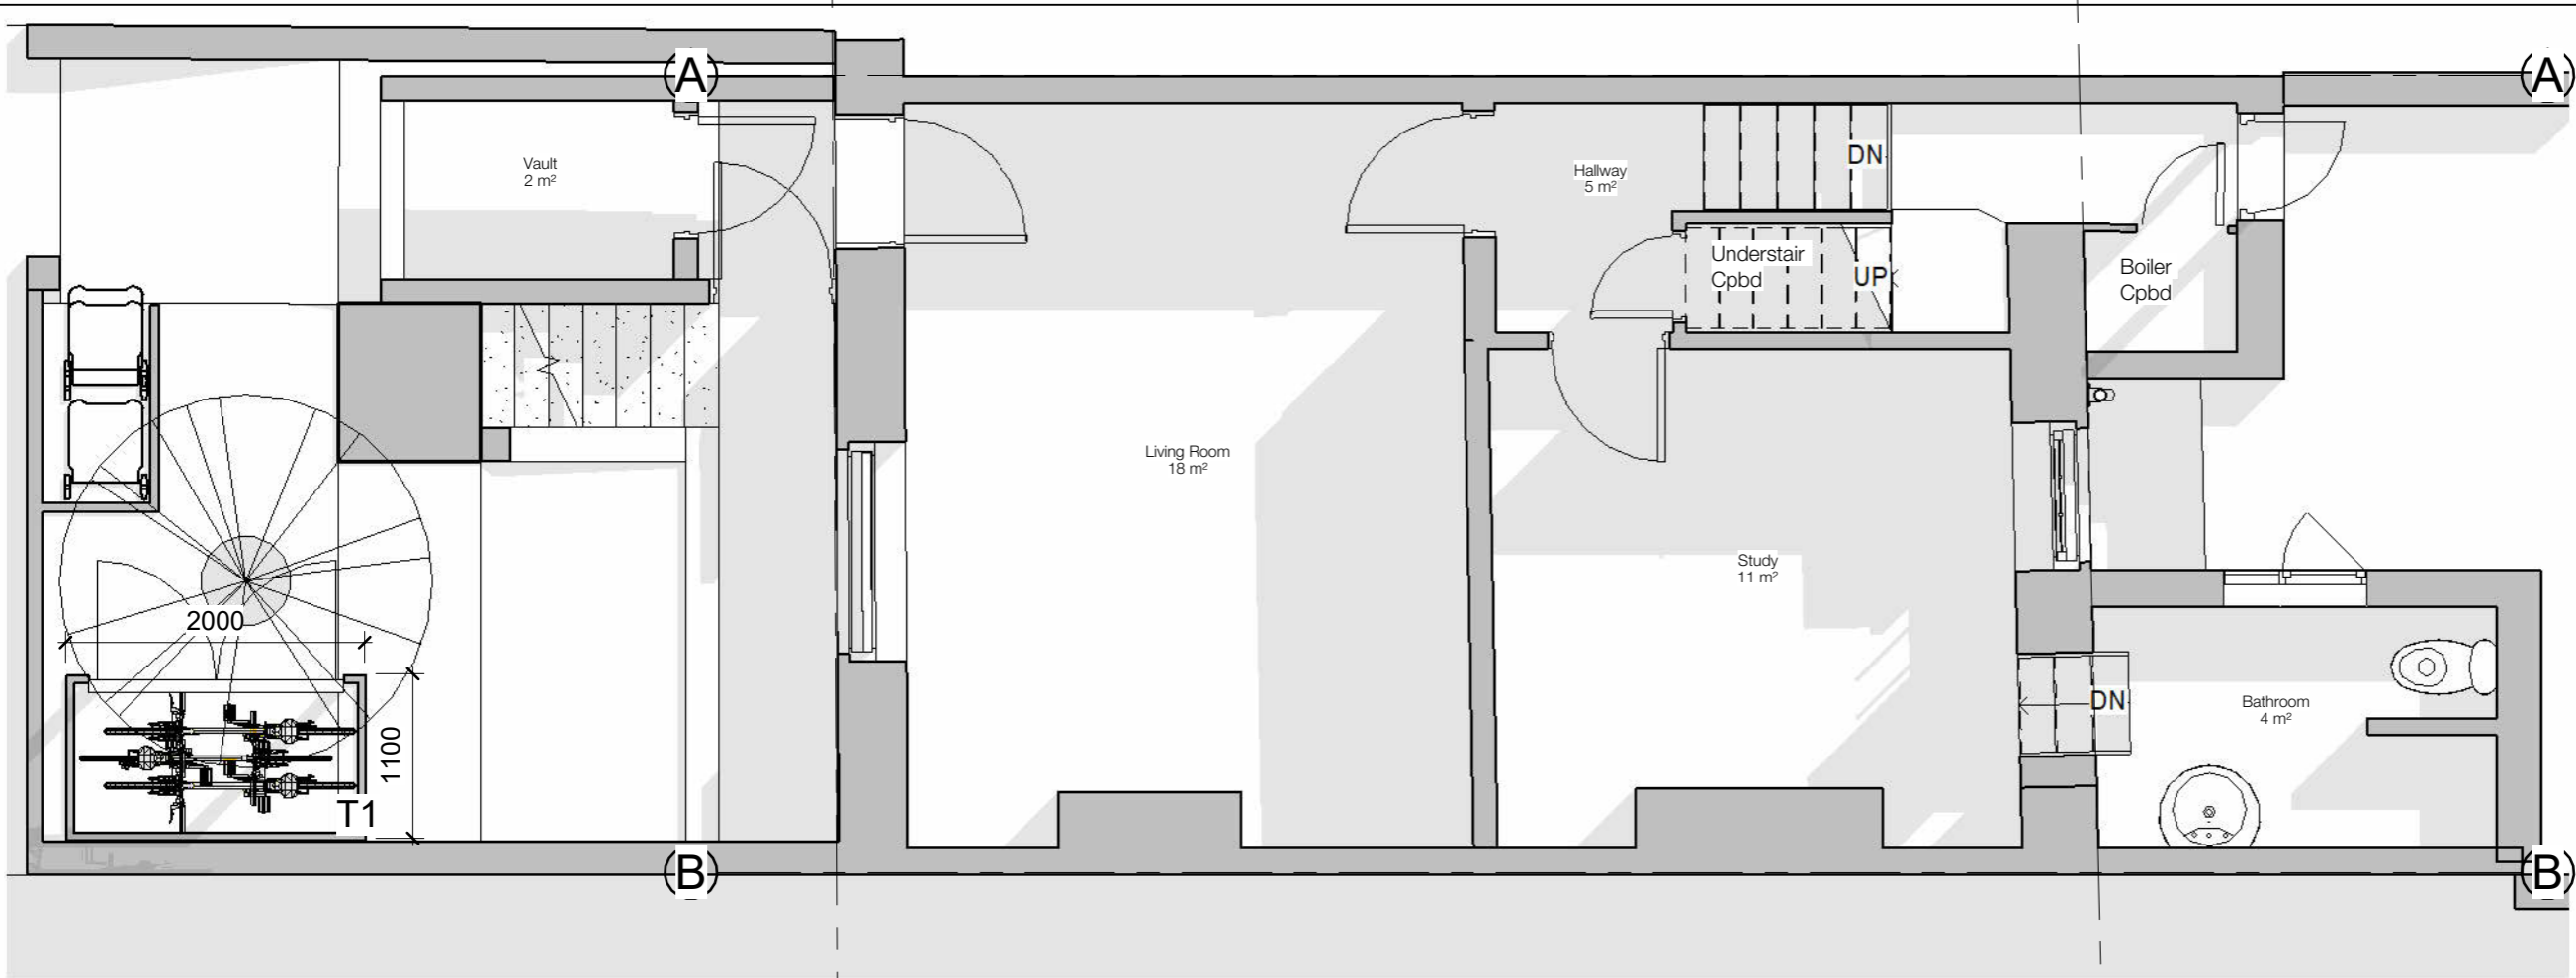 A
A
Vault
2 m²
Hallway
5 m²
DN
Understair
Cpbd
UP
Boiler
Cpbd
Living Room
18 m²
Study
11 m²
2000
1100
T1
DN
Bathroom
4 m²
B
B